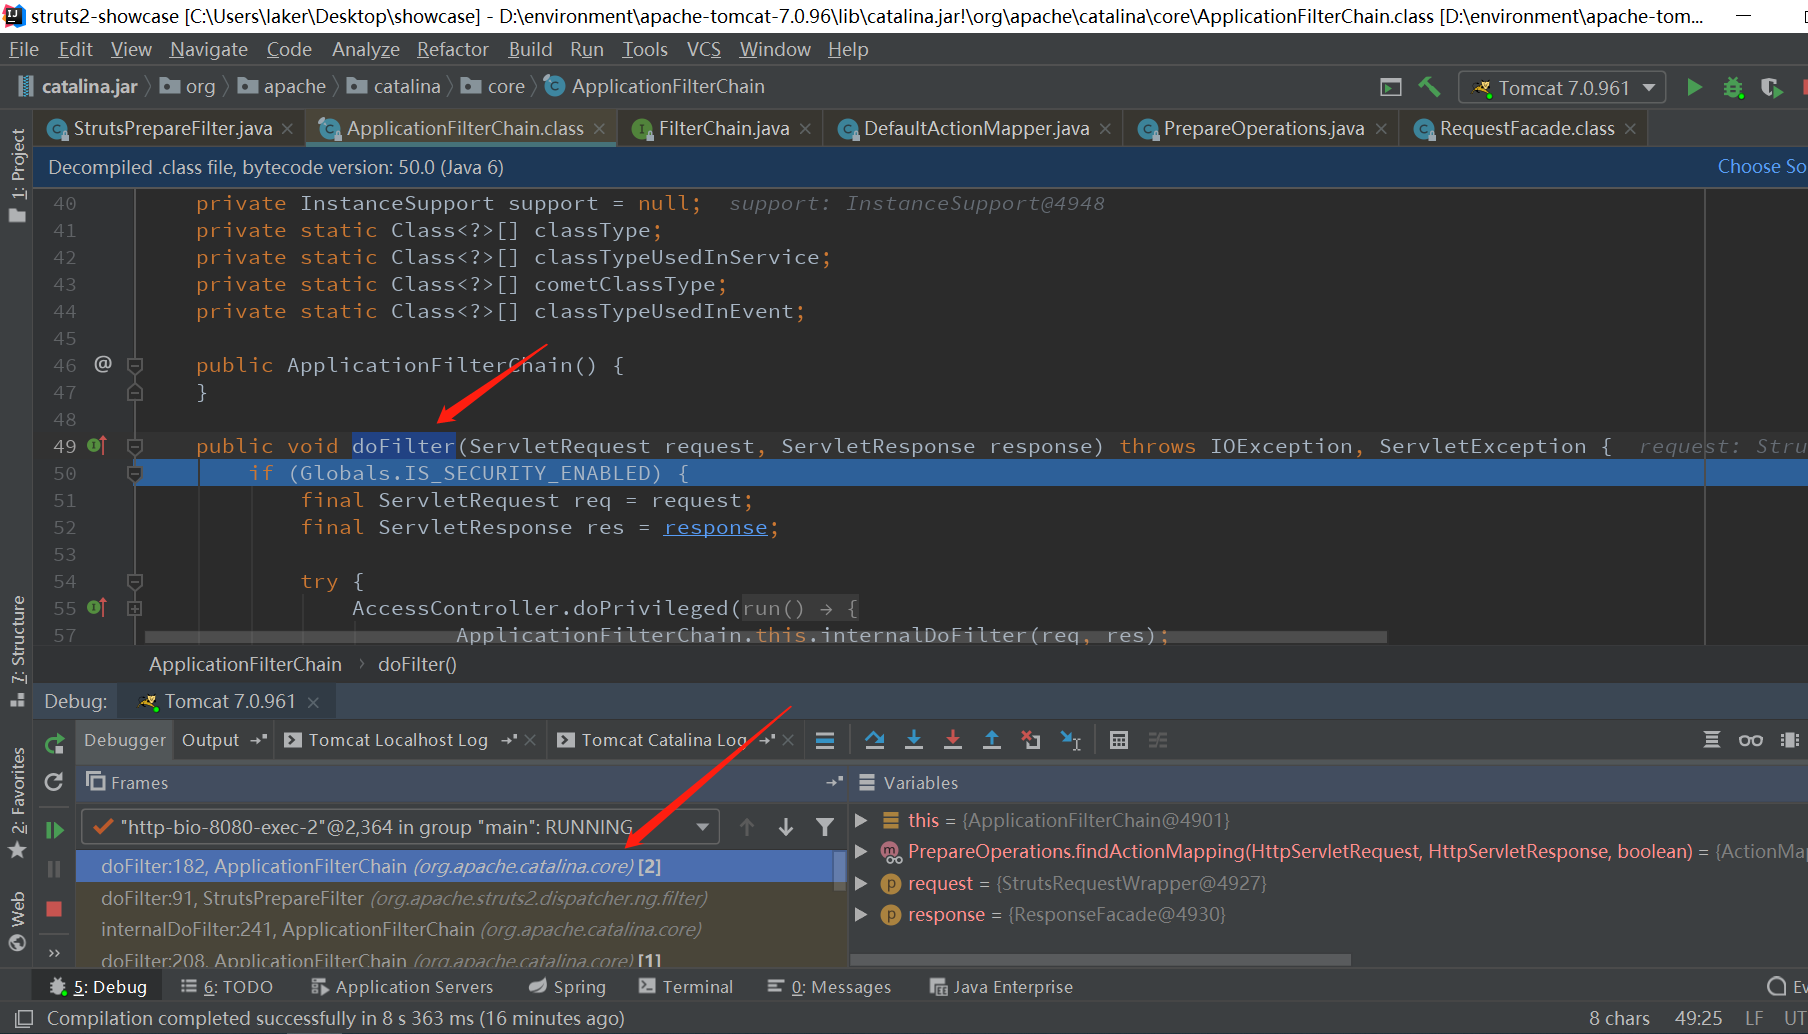 struts2-showcase [C:\Users\laker\Desktop\showcase] - D:\environment\apache-tomcat-7.0.96\lib\catalina.jar!\org\apache\catalina\core\ApplicationFilterChain.class [D:\environment\apache-tom...
File Edit View Navigate Code Analyze Refactor Build Run Tools VCS Window Help
catalina.jar org apache catalina core ApplicationFilterChain Tomcat 7.0.961
StrutsPrepareFilter.java ApplicationFilterChain.class FilterChain.java DefaultActionMapper.java PrepareOperations.java RequestFacade.class
Decompiled .class file, bytecode version: 50.0 (Java 6) Choose So
1: Project
40 private InstanceSupport support = null; support: InstanceSupport@4948
41 private static Class<?>[] classType;
42 private static Class<?>[] classTypeUsedInService;
43 private static Class<?>[] cometClassType;
44 private static Class<?>[] classTypeUsedInEvent;
45
46 @ public ApplicationFilterChain() {
47 }
48
49 public void doFilter(ServletRequest request, ServletResponse response) throws IOException, ServletException { request: Stru
50 if (Globals.IS_SECURITY_ENABLED) {
51 final ServletRequest req = request;
52 final ServletResponse res = response;
53
54 try {
55 AccessController.doPrivileged(run() → {
57 ApplicationFilterChain.this.internalDoFilter(req, res);
7: Structure
ApplicationFilterChain › doFilter()
Debug: Tomcat 7.0.961
Debugger Output Tomcat Localhost Log Tomcat Catalina Log
2: Favorites
Frames Variables
"http-bio-8080-exec-2"@2,364 in group "main": RUNNING
this = {ApplicationFilterChain@4901}
PrepareOperations.findActionMapping(HttpServletRequest, HttpServletResponse, boolean) = {ActionMa
doFilter:182, ApplicationFilterChain (org.apache.catalina.core) [2]
request = {StrutsRequestWrapper@4927}
doFilter:91, StrutsPrepareFilter (org.apache.struts2.dispatcher.ng.filter)
response = {ResponseFacade@4930}
internalDoFilter:241, ApplicationFilterChain (org.apache.catalina.core)
doFilter:208, ApplicationFilterChain (org.apache.catalina.core) [1]
Web
5: Debug 6: TODO Application Servers Spring Terminal 0: Messages Java Enterprise Ev
Compilation completed successfully in 8 s 363 ms (16 minutes ago) 8 chars 49:25 LF UT